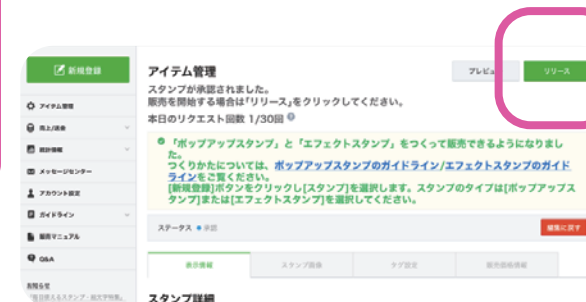 新規登録
アイテム管理
売上/送金
統計情報
メッセージセンター
アカウント設定
ガイドライン
販売マニュアル
Q&A
お知らせ
アイテム管理
プレビュ
リリース
スタンプが承認されました。
販売を開始する場合は「リリース」をクリックしてください。
本日のリクエスト回数 1/30回
「ポップアップスタンプ」と「エフェクトスタンプ」をつくって販売できるようになりまし
た。
つくりかたについては、ポップアップスタンプのガイドライン/エフェクトスタンプのガイド
ラインをご覧ください。
[新規登録]ボタンをクリックし[スタンプ]を選択します。スタンプのタイプは[ポップアップス
タンプ]または[エフェクトスタンプ]を選択してください。
ステータス 承認
編集に戻す
表示情報
スタンプ画像
タグ設定
販売価格情報
スタンプ詳細